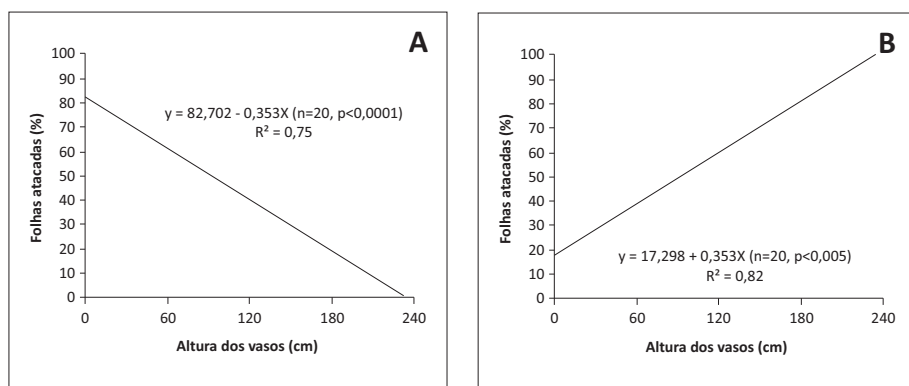 A
Folhas atacadas (%)
100
90
80
70
60
50
40
30
20
10
0
y = 82,702 - 0,353X (n=20, p<0,0001)
R² = 0,75
0 60 120 180 240
Altura dos vasos (cm)
B
Folhas atacadas (%)
100
90
80
70
60
50
40
30
20
10
0
y = 17,298 + 0,353X (n=20, p<0,005)
R² = 0,82
0 60 120 180 240
Altura dos vasos (cm)